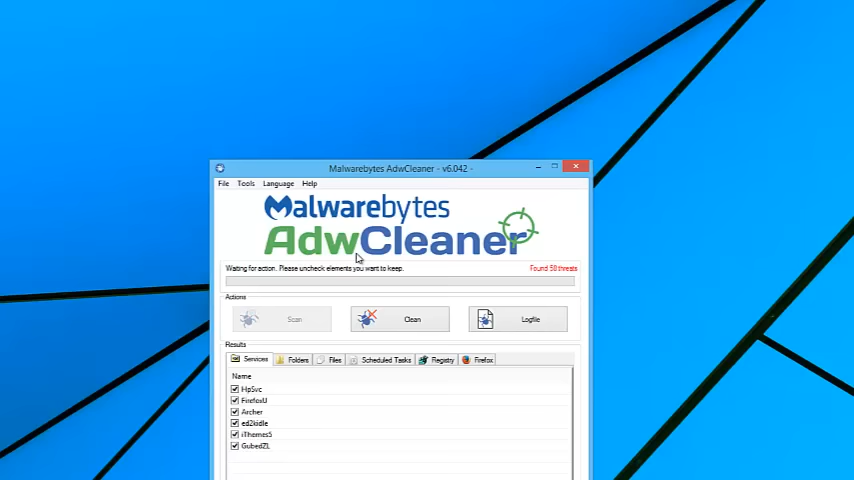 Malwarebytes AdwCleaner - v6.042 -
File Tools Language Help
Malwarebytes
AdwCleaner
Waiting for action. Please uncheck elements you want to keep. Found 58 threats
Actions
Scan Clean Logfile
Results
Services Folders Files Scheduled Tasks Registry Firefox
Name
HpSvc
FirefoxU
Archer
ed2kidle
iThemes5
GubedZL